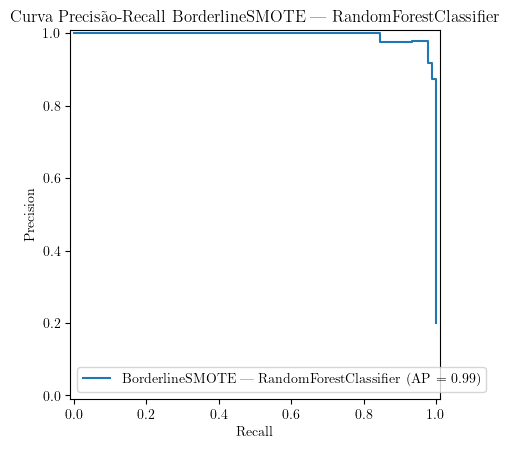 Curva Precisão-Recall BorderlineSMOTE — RandomForestClassifier
1.0
0.8
0.6
0.4
0.2
0.0
Precision
BorderlineSMOTE — RandomForestClassifier (AP = 0.99)
0.0 0.2 0.4 0.6 0.8 1.0
Recall